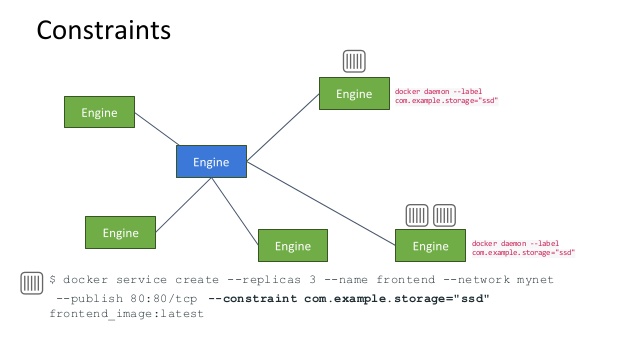 Constraints
Engine
docker daemon --label
com.example.storage="ssd"
Engine
Engine
Engine
Engine
Engine
docker daemon --label
com.example.storage="ssd"
$ docker service create --replicas 3 --name frontend --network mynet
--publish 80:80/tcp --constraint com.example.storage="ssd"
frontend_image:latest